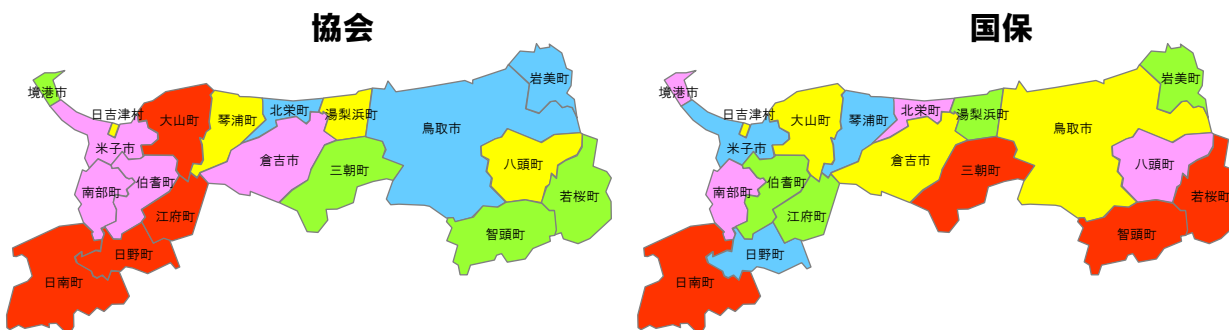 協会
岩美町
境港市
日吉津村
大山町
琴浦町
北栄町
湯梨浜町
鳥取市
米子市
倉吉市
八頭町
南部町
伯耆町
三朝町
若桜町
江府町
智頭町
日野町
日南町
国保
岩美町
境港市
日吉津村
大山町
琴浦町
北栄町
湯梨浜町
鳥取市
米子市
倉吉市
八頭町
南部町
伯耆町
三朝町
若桜町
江府町
智頭町
日野町
日南町